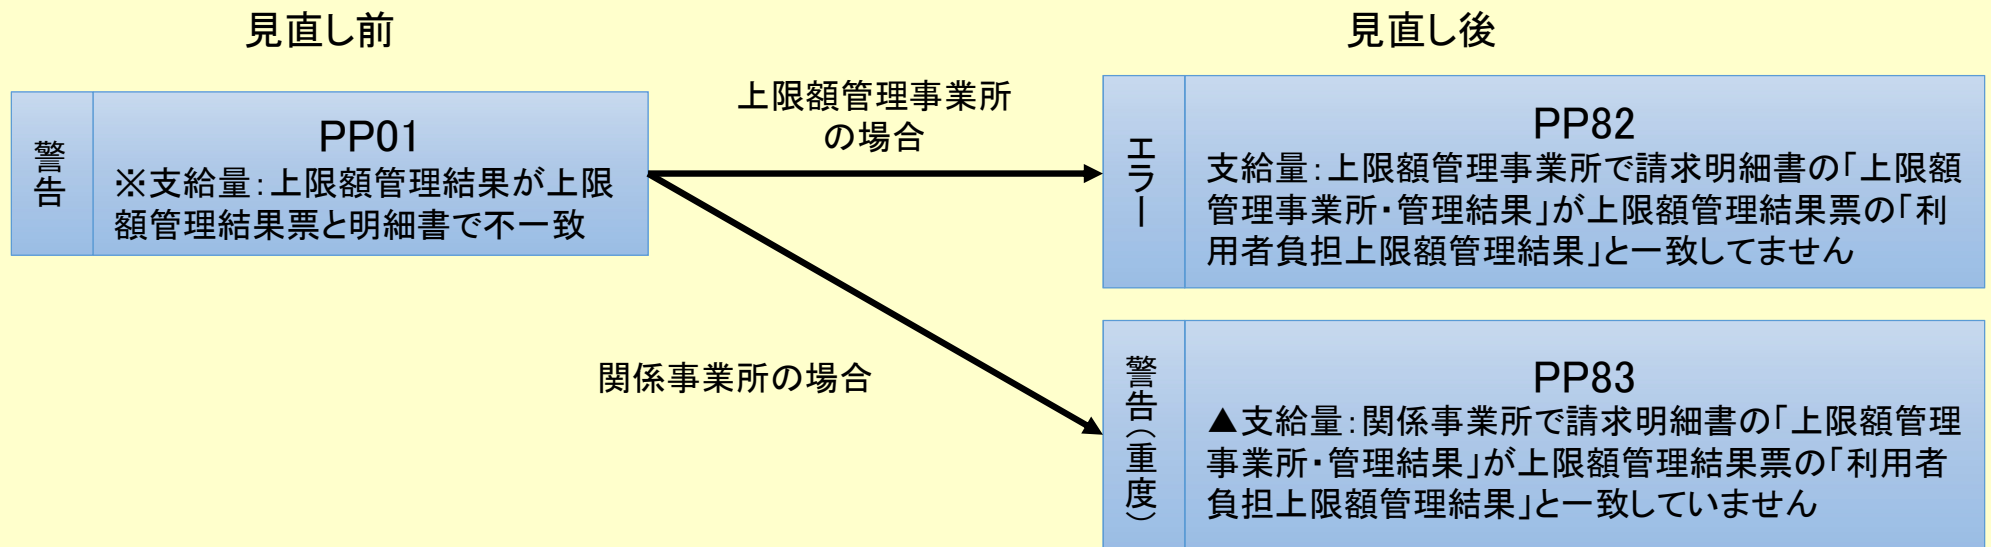 見直し前
見直し後
警告
PP01
※支給量：上限額管理結果が上限
額管理結果票と明細書で不一致
上限額管理事業所
の場合
関係事業所の場合
エラー
PP82
支給量：上限額管理事業所で請求明細書の「上限額
管理事業所・管理結果」が上限額管理結果票の「利
用者負担上限額管理結果」と一致してません
警告（重度）
PP83
▲支給量：関係事業所で請求明細書の「上限額管理
事業所・管理結果」が上限額管理結果票の「利用者
負担上限額管理結果」と一致していません